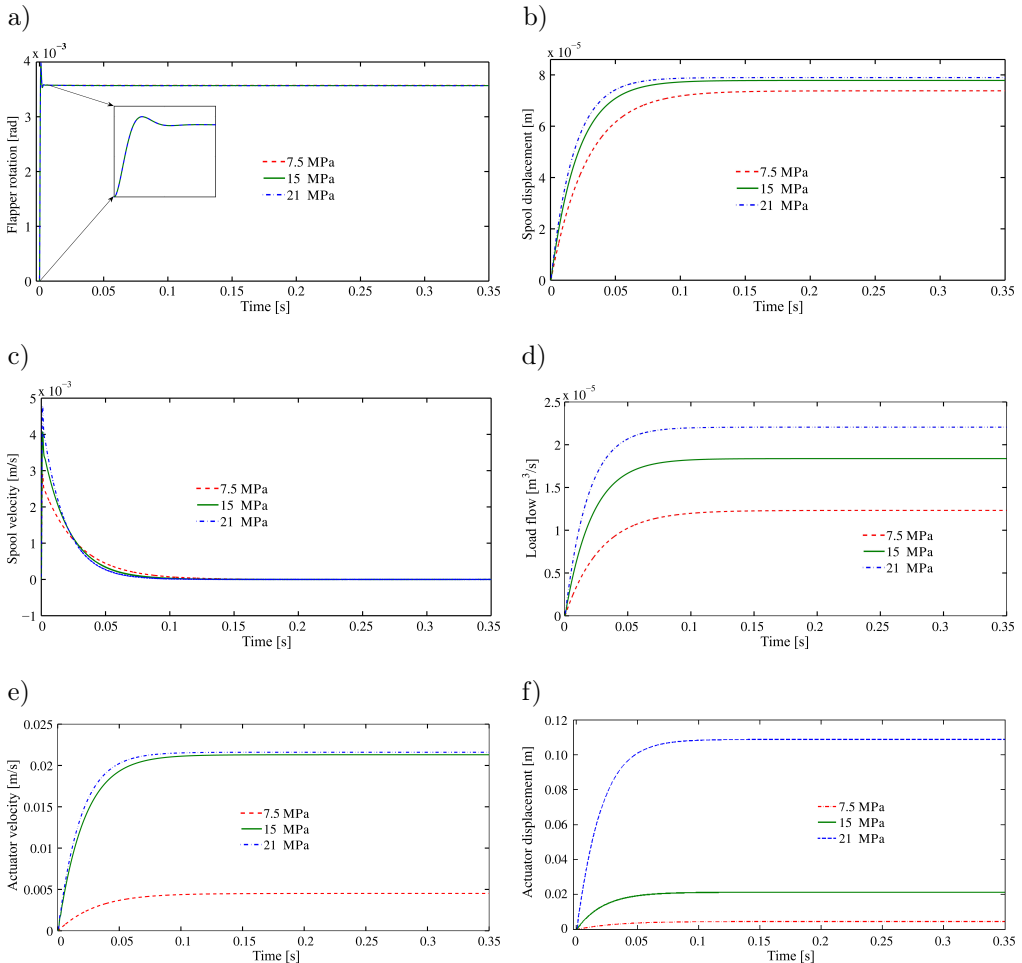 a)
x 10⁻³
4
3
2
1
0
Flapper rotation [rad]
7.5 MPa
15 MPa
21 MPa
0 0.05 0.1 0.15 0.2 0.25 0.3 0.35
Time [s]
b)
x 10⁻⁵
8
6
4
2
0
Spool displacement [m]
7.5 MPa
15 MPa
21 MPa
0 0.05 0.1 0.15 0.2 0.25 0.3 0.35
Time [s]
c)
x 10⁻³
5
4
3
2
1
0
−1
Spool velocity [m/s]
7.5 MPa
15 MPa
21 MPa
0 0.05 0.1 0.15 0.2 0.25 0.3 0.35
Time [s]
d)
x 10⁻⁵
2.5
2
1.5
1
0.5
0
Load flow [m³/s]
7.5 MPa
15 MPa
21 MPa
0 0.05 0.1 0.15 0.2 0.25 0.3 0.35
Time [s]
e)
0.025
0.02
0.015
0.01
0.005
0
Actuator velocity [m/s]
7.5 MPa
15 MPa
21 MPa
0 0.05 0.1 0.15 0.2 0.25 0.3 0.35
Time [s]
f)
0.12
0.10
0.08
0.06
0.04
0.02
0
Actuator displacement [m]
7.5 MPa
15 MPa
21 MPa
0 0.05 0.1 0.15 0.2 0.25 0.3 0.35
Time [s]